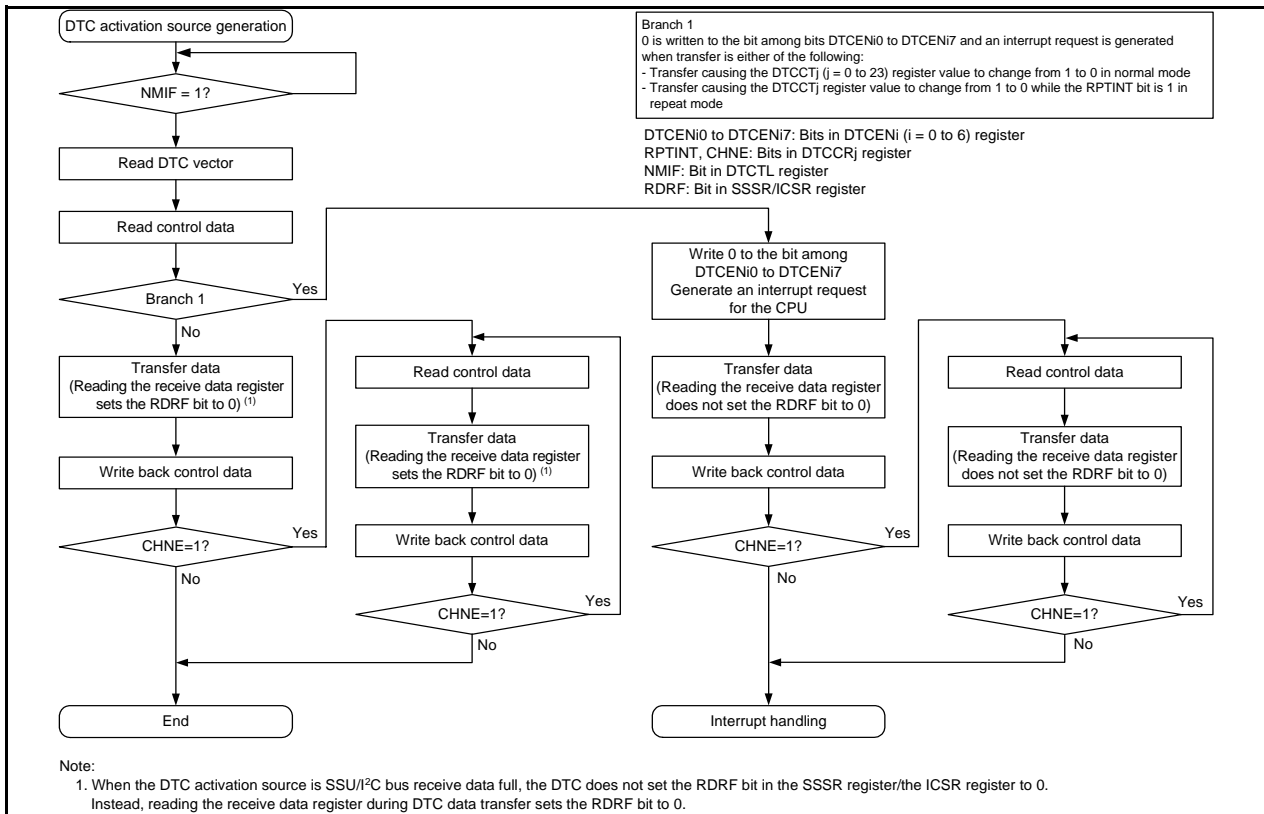 DTC activation source generation
NMIF = 1?
Read DTC vector
Read control data
Branch 1
Yes
No
Transfer data
(Reading the receive data register
sets the RDRF bit to 0) (1)
Write back control data
CHNE=1?
Yes
No
Read control data
Transfer data
(Reading the receive data register
sets the RDRF bit to 0) (1)
Write back control data
CHNE=1?
Yes
No
End
Branch 1
0 is written to the bit among bits DTCENi0 to DTCENi7 and an interrupt request is generated
when transfer is either of the following:
- Transfer causing the DTCCTj (j = 0 to 23) register value to change from 1 to 0 in normal mode
- Transfer causing the DTCCTj register value to change from 1 to 0 while the RPTINT bit is 1 in
repeat mode
DTCENi0 to DTCENi7: Bits in DTCENi (i = 0 to 6) register
RPTINT, CHNE: Bits in DTCCRj register
NMIF: Bit in DTCTL register
RDRF: Bit in SSSR/ICSR register
Write 0 to the bit among
DTCENi0 to DTCENi7
Generate an interrupt request
for the CPU
Transfer data
(Reading the receive data register
does not set the RDRF bit to 0)
Write back control data
CHNE=1?
Yes
No
Read control data
Transfer data
(Reading the receive data register
does not set the RDRF bit to 0)
Write back control data
CHNE=1?
Yes
No
Interrupt handling
Note:
1. When the DTC activation source is SSU/I²C bus receive data full, the DTC does not set the RDRF bit in the SSSR register/the ICSR register to 0.
Instead, reading the receive data register during DTC data transfer sets the RDRF bit to 0.